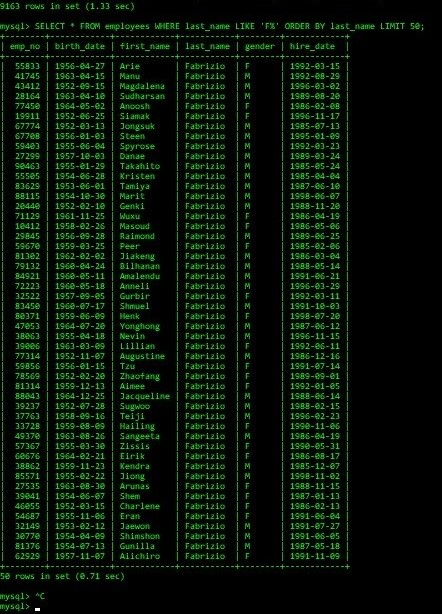 9163 rows in set (1.33 sec)
mysql> SELECT * FROM employees WHERE last_name LIKE 'F%' ORDER BY last_name LIMIT 50;
| emp_no | birth_date | first_name | last_name | gender | hire_date |
| 55833 | 1956-04-27 | Arie | Fabrizio | F | 1992-03-15 |
| 41745 | 1963-04-15 | Manu | Fabrizio | M | 1992-08-29 |
| 43412 | 1952-09-15 | Magdalena | Fabrizio | M | 1996-03-02 |
| 28164 | 1963-04-10 | Sudharsan | Fabrizio | M | 1989-08-20 |
| 77450 | 1964-05-02 | Anoosh | Fabrizio | F | 1986-02-08 |
| 19911 | 1952-06-25 | Siamak | Fabrizio | F | 1996-11-17 |
| 67774 | 1952-03-13 | Jongsuk | Fabrizio | M | 1985-07-13 |
| 67708 | 1956-01-03 | Steen | Fabrizio | M | 1995-01-09 |
| 59403 | 1955-06-04 | Spyrose | Fabrizio | M | 1992-03-23 |
| 27299 | 1957-10-03 | Danae | Fabrizio | M | 1989-03-24 |
| 90463 | 1955-01-29 | Takahito | Fabrizio | M | 1985-05-24 |
| 55505 | 1954-06-28 | Kristen | Fabrizio | M | 1985-04-04 |
| 83629 | 1953-06-01 | Tamiya | Fabrizio | M | 1987-06-10 |
| 88115 | 1954-10-30 | Marit | Fabrizio | M | 1998-06-07 |
| 20440 | 1952-02-10 | Genki | Fabrizio | M | 1988-11-20 |
| 71129 | 1961-11-25 | Wuxu | Fabrizio | F | 1986-04-19 |
| 10412 | 1958-02-26 | Masoud | Fabrizio | F | 1986-05-06 |
| 29845 | 1956-09-28 | Raimond | Fabrizio | M | 1989-06-25 |
| 59670 | 1959-03-25 | Peer | Fabrizio | F | 1985-02-06 |
| 81302 | 1962-02-02 | Jiakeng | Fabrizio | M | 1986-03-04 |
| 79132 | 1960-04-24 | Bilhanan | Fabrizio | M | 1988-05-14 |
| 84921 | 1960-05-11 | Amalendu | Fabrizio | M | 1991-06-21 |
| 72223 | 1960-05-18 | Anneli | Fabrizio | M | 1996-03-29 |
| 32522 | 1957-09-05 | Gurbir | Fabrizio | F | 1992-03-11 |
| 83450 | 1960-07-17 | Shmuel | Fabrizio | M | 1991-10-03 |
| 80371 | 1959-06-09 | Henk | Fabrizio | F | 1998-07-20 |
| 47053 | 1964-07-20 | Yonghong | Fabrizio | M | 1987-06-12 |
| 38063 | 1955-04-18 | Nevin | Fabrizio | M | 1996-11-15 |
| 39006 | 1963-03-09 | Lillian | Fabrizio | F | 1992-06-11 |
| 77314 | 1952-11-07 | Augustine | Fabrizio | M | 1986-12-16 |
| 59856 | 1956-01-15 | Tzu | Fabrizio | F | 1991-07-14 |
| 78569 | 1952-02-20 | Zhaofang | Fabrizio | F | 1989-09-01 |
| 81314 | 1959-12-13 | Aimee | Fabrizio | F | 1992-01-05 |
| 88043 | 1964-12-25 | Jacqueline | Fabrizio | M | 1988-06-14 |
| 39237 | 1952-07-28 | Sugwoo | Fabrizio | M | 1988-02-15 |
| 37763 | 1958-09-16 | Teiji | Fabrizio | M | 1996-02-23 |
| 33728 | 1959-08-09 | Hailing | Fabrizio | F | 1990-11-06 |
| 49370 | 1963-08-26 | Sangeeta | Fabrizio | M | 1986-04-19 |
| 57367 | 1955-03-30 | Zissis | Fabrizio | F | 1990-05-31 |
| 60676 | 1964-02-21 | Eirik | Fabrizio | F | 1986-08-17 |
| 38862 | 1959-11-23 | Kendra | Fabrizio | M | 1985-12-07 |
| 85571 | 1955-02-22 | Jiong | Fabrizio | M | 1998-11-02 |
| 27535 | 1963-08-30 | Arunas | Fabrizio | F | 1988-11-15 |
| 39041 | 1954-06-07 | Shem | Fabrizio | F | 1987-01-13 |
| 46055 | 1952-03-15 | Charlene | Fabrizio | F | 1986-02-13 |
| 54687 | 1955-11-06 | Eran | Fabrizio | F | 1991-06-04 |
| 32149 | 1953-02-12 | Jaewon | Fabrizio | M | 1991-07-27 |
| 30770 | 1954-04-09 | Shimshon | Fabrizio | M | 1991-06-05 |
| 81376 | 1954-07-13 | Gunilla | Fabrizio | M | 1987-05-18 |
| 62929 | 1957-11-07 | Aiichiro | Fabrizio | F | 1991-11-09 |
50 rows in set (0.71 sec)
mysql> ^C
mysql>